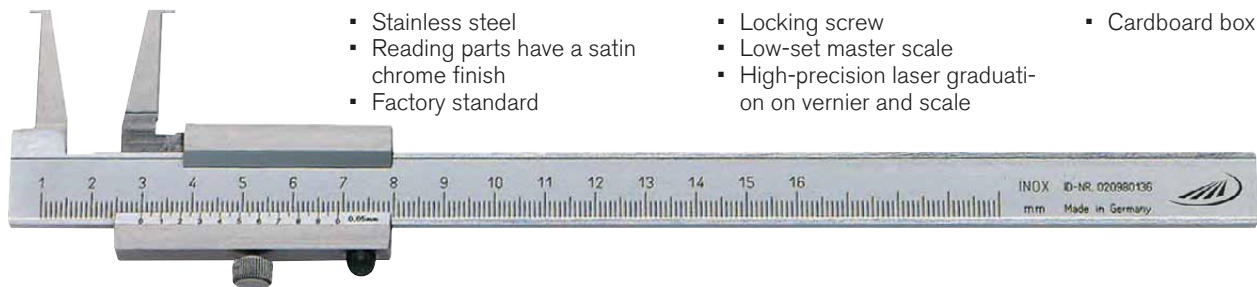 ▪ Stainless steel
▪ Reading parts have a satin
chrome finish
▪ Factory standard
▪ Locking screw
▪ Low-set master scale
▪ High-precision laser graduati-
on on vernier and scale
▪ Cardboard box
1 2 3 4 5 6 7 8 9 10 11 12 13 14 15 16
INOX ID-NR. 020980136
mm Made in Germany
0 1 2 3 4 5 6 7 8 9 0 0.05mm